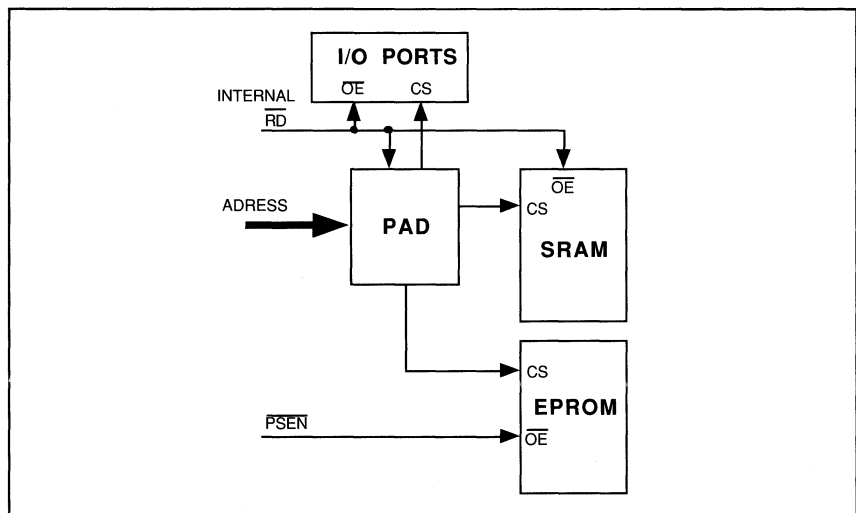 I/O PORTS
OE CS
INTERNAL
RD
ADRESS
PAD
OE
CS
SRAM
CS
EPROM
PSEN
OE